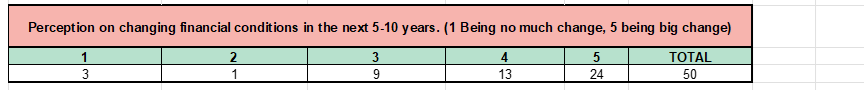 Perception on changing financial conditions in the next 5-10 years. (1 Being no much change, 5 being big change)
1 2 3 4 5 TOTAL
3 1 9 13 24 50